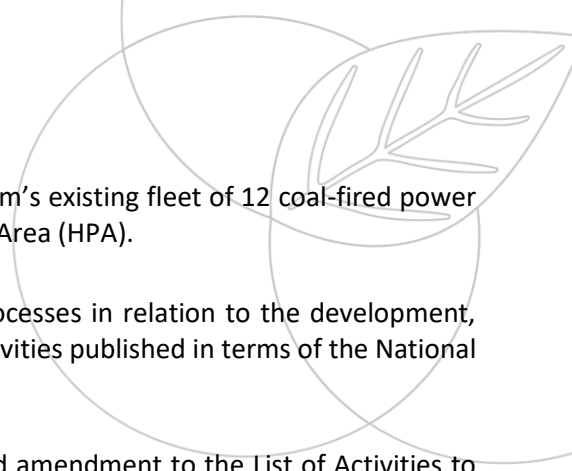 m’s existing fleet of 12 coal-fired power
Area (HPA).
ocesses in relation to the development,
vities published in terms of the National
d amendment to the List of Activities to